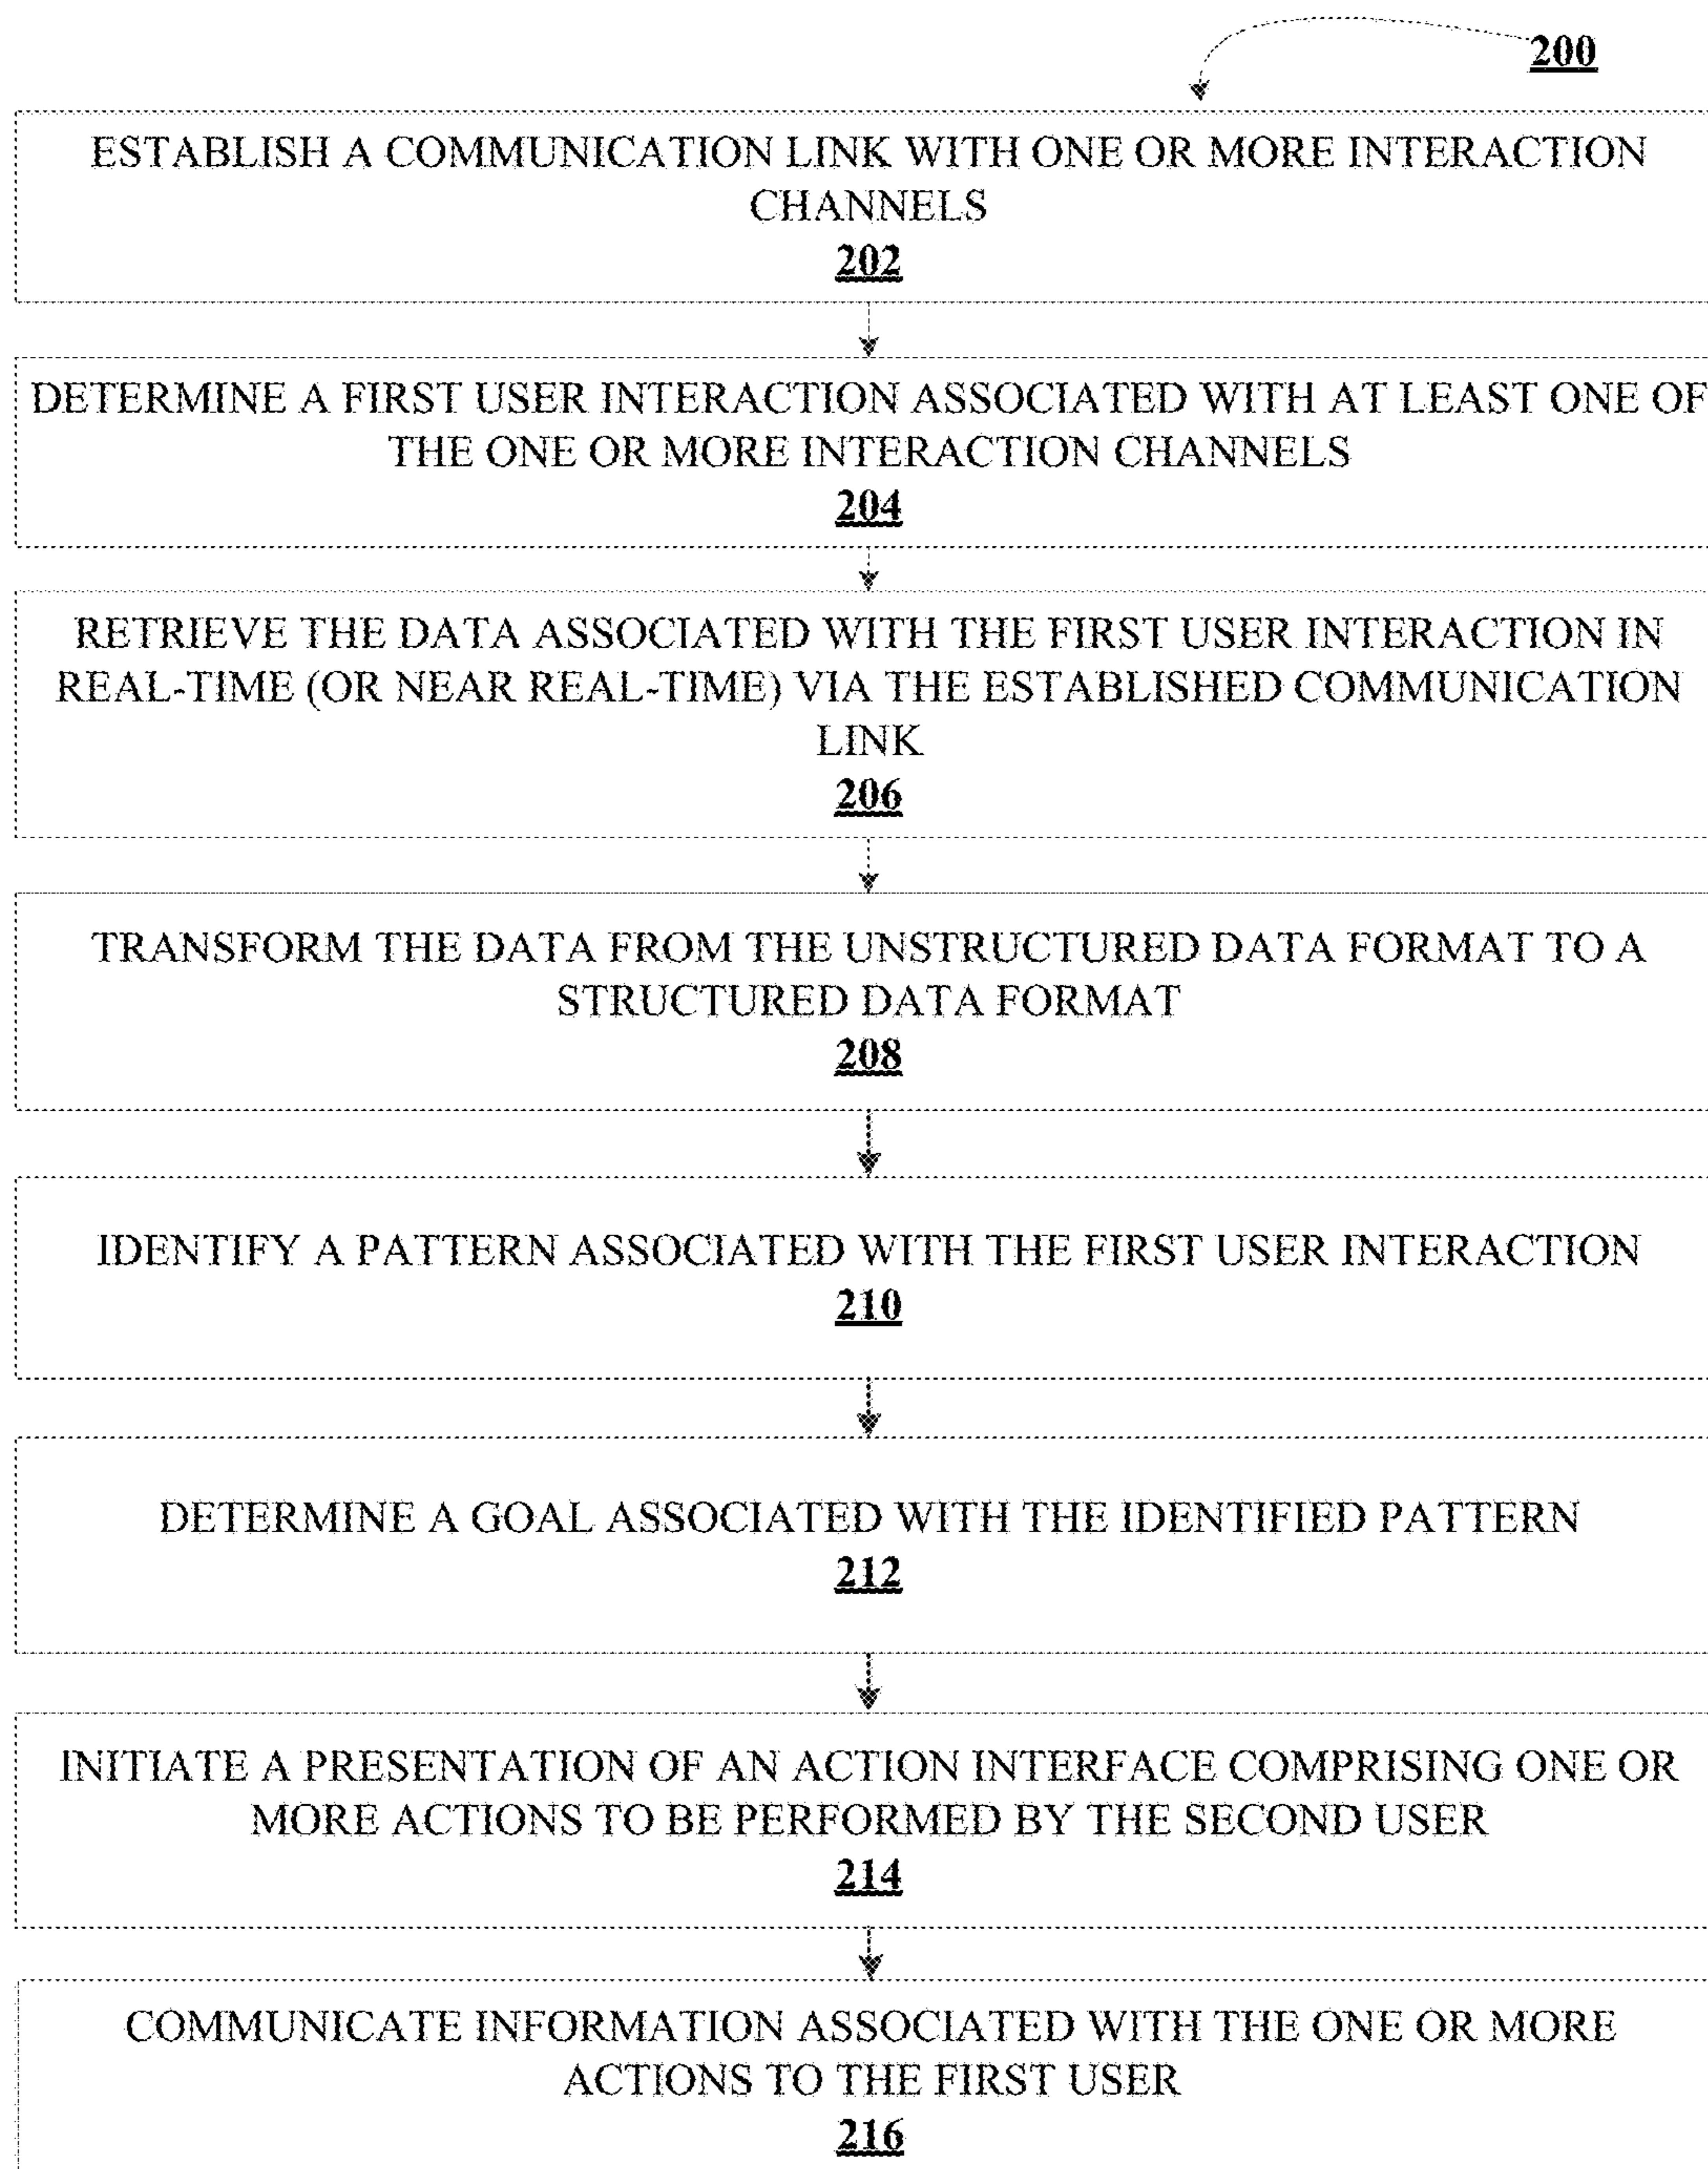 200
ESTABLISH A COMMUNICATION LINK WITH ONE OR MORE INTERACTION
CHANNELS
202
DETERMINE A FIRST USER INTERACTION ASSOCIATED WITH AT LEAST ONE OF
THE ONE OR MORE INTERACTION CHANNELS
204
RETRIEVE THE DATA ASSOCIATED WITH THE FIRST USER INTERACTION IN
REAL-TIME (OR NEAR REAL-TIME) VIA THE ESTABLISHED COMMUNICATION
LINK
206
TRANSFORM THE DATA FROM THE UNSTRUCTURED DATA FORMAT TO A
STRUCTURED DATA FORMAT
208
IDENTIFY A PATTERN ASSOCIATED WITH THE FIRST USER INTERACTION
210
DETERMINE A GOAL ASSOCIATED WITH THE IDENTIFIED PATTERN
212
INITIATE A PRESENTATION OF AN ACTION INTERFACE COMPRISING ONE OR
MORE ACTIONS TO BE PERFORMED BY THE SECOND USER
214
COMMUNICATE INFORMATION ASSOCIATED WITH THE ONE OR MORE
ACTIONS TO THE FIRST USER
216